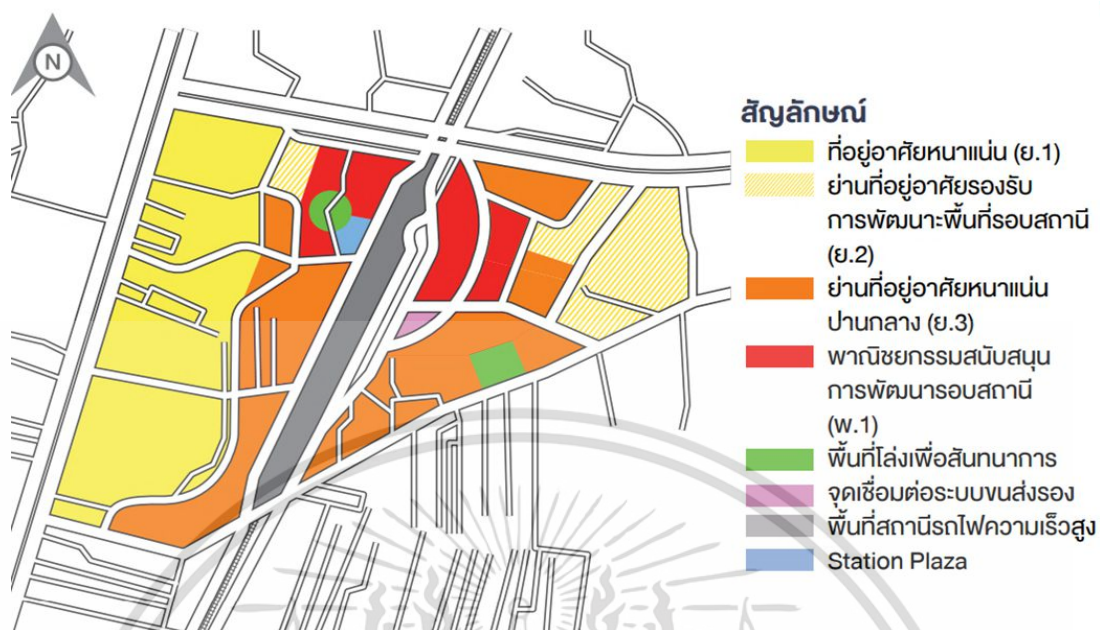 N
สัญลักษณ์
ที่อยู่อาศัยหนาแน่น (ย.1)
ย่านที่อยู่อาศัยรองรับ
การพัฒนะพื้นที่รอบสถานี
(ย.2)
ย่านที่อยู่อาศัยหนาแน่น
ปานกลาง (ย.3)
พาณิชยกรรมสนับสนุน
การพัฒนารอบสถานี
(พ.1)
พื้นที่โล่งเพื่อสันทนาการ
จุดเชื่อมต่อระบบขนส่งรอง
พื้นที่สถานีรถไฟความเร็วสูง
Station Plaza